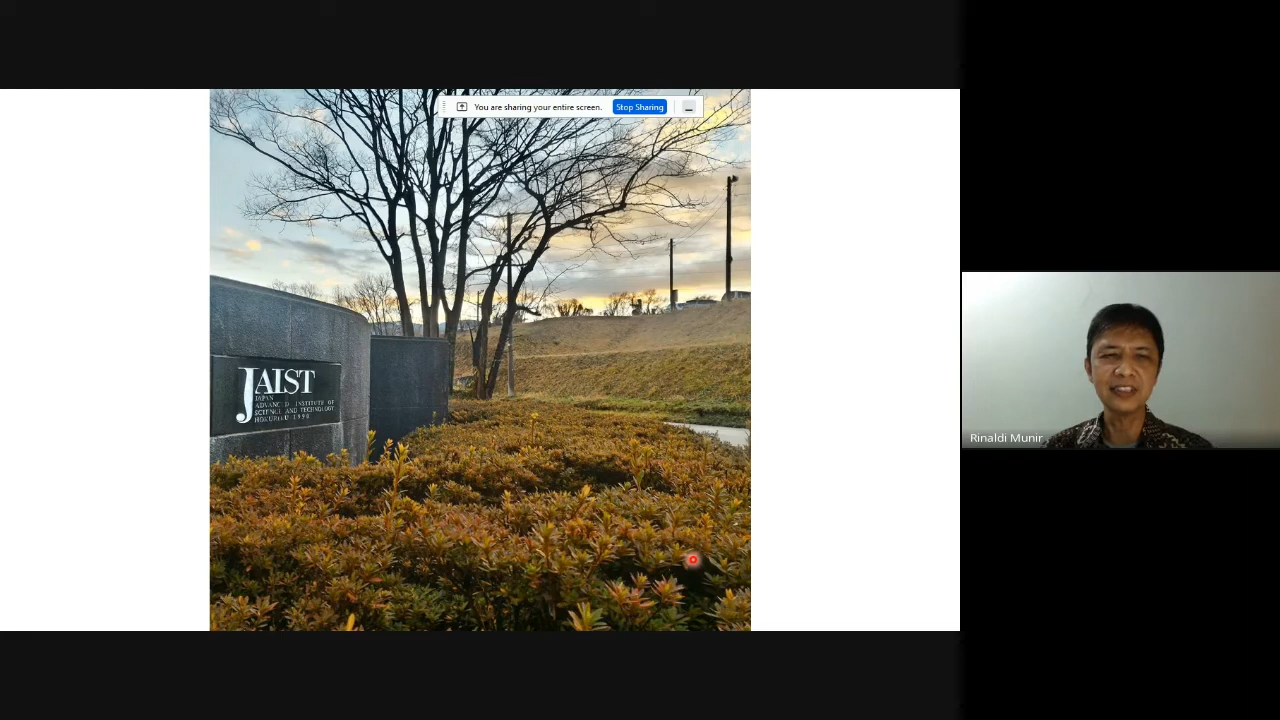 You are sharing your entire screen.
Stop Sharing
JAIST
JAPAN
ADVANCED INSTITUTE OF
SCIENCE AND TECHNOLOGY
HOKURIKU 1990
Rinaldi Munir